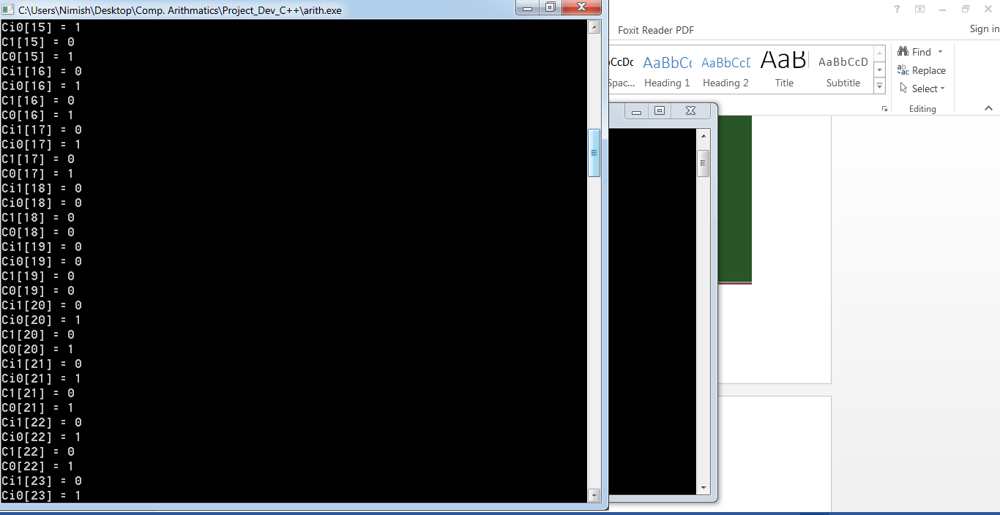 C:\Users\Nimish\Desktop\Comp. Arithmatics\Project_Dev_C++\arith.exe
Ci0[15] = 1
C1[15] = 0
C0[15] = 1
Ci1[16] = 0
Ci0[16] = 1
C1[16] = 0
C0[16] = 1
Ci1[17] = 0
Ci0[17] = 1
C1[17] = 0
C0[17] = 1
Ci1[18] = 0
Ci0[18] = 0
C1[18] = 0
C0[18] = 0
Ci1[19] = 0
Ci0[19] = 0
C1[19] = 0
C0[19] = 0
Ci1[20] = 0
Ci0[20] = 1
C1[20] = 0
C0[20] = 1
Ci1[21] = 0
Ci0[21] = 1
C1[21] = 0
C0[21] = 1
Ci1[22] = 0
Ci0[22] = 1
C1[22] = 0
C0[22] = 1
Ci1[23] = 0
Ci0[23] = 1
Foxit Reader PDF
Sign in
AaB
Spac...
Heading 1
Heading 2
Title
AaBbCcD
Subtitle
Find
Replace
Select
Editing